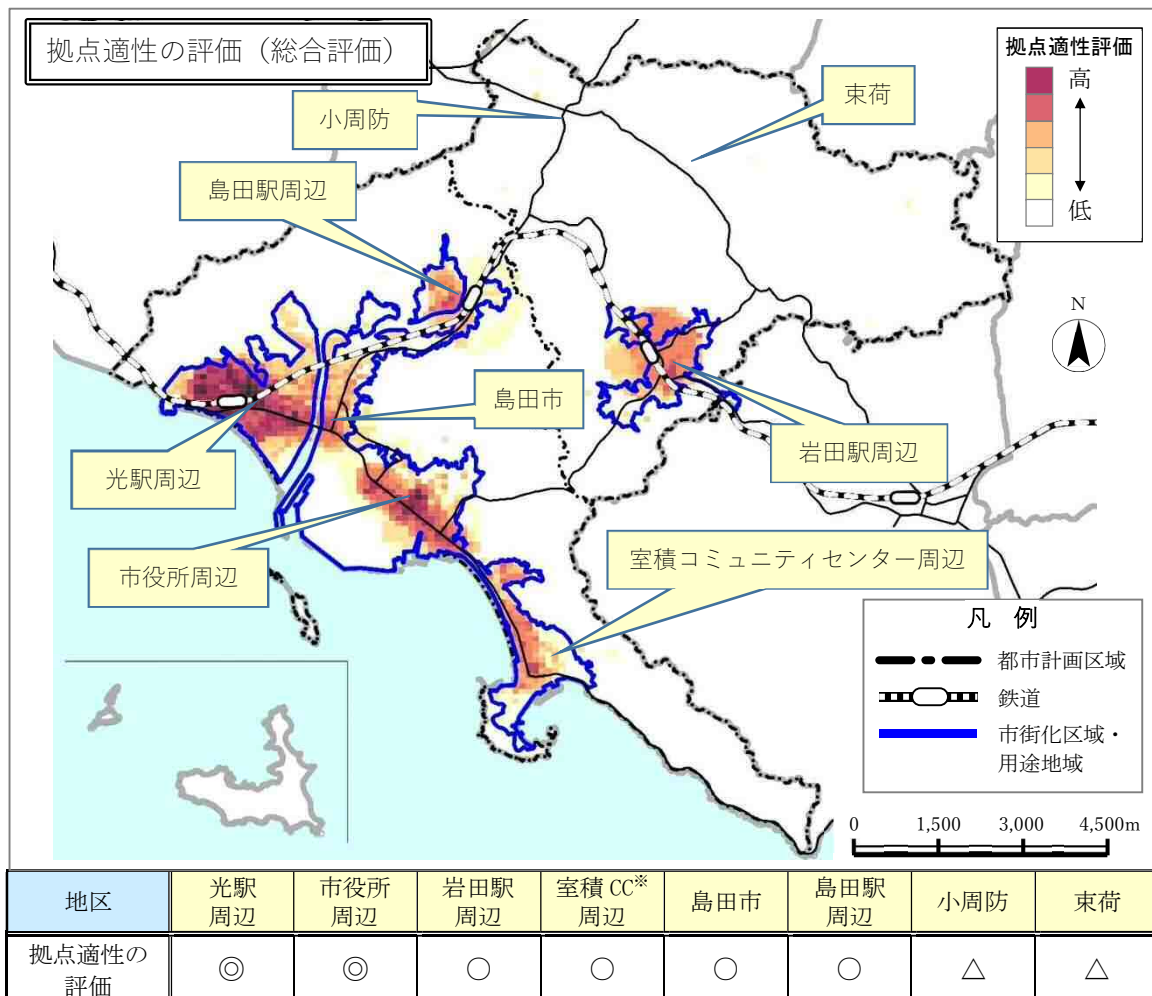 拠点適性の評価（総合評価）
拠点適性評価
高
低
束荷
小周防
島田駅周辺
N
島田市
岩田駅周辺
光駅周辺
市役所周辺
室積コミュニティセンター周辺
凡 例
都市計画区域
鉄道
市街化区域・
用途地域
0 1,500 3,000 4,500m
地区 光駅周辺 市役所周辺 岩田駅周辺 室積 CC※周辺 島田市 島田駅周辺 小周防 束荷
拠点適性の評価 ◎ ◎ ○ ○ ○ ○ △ △